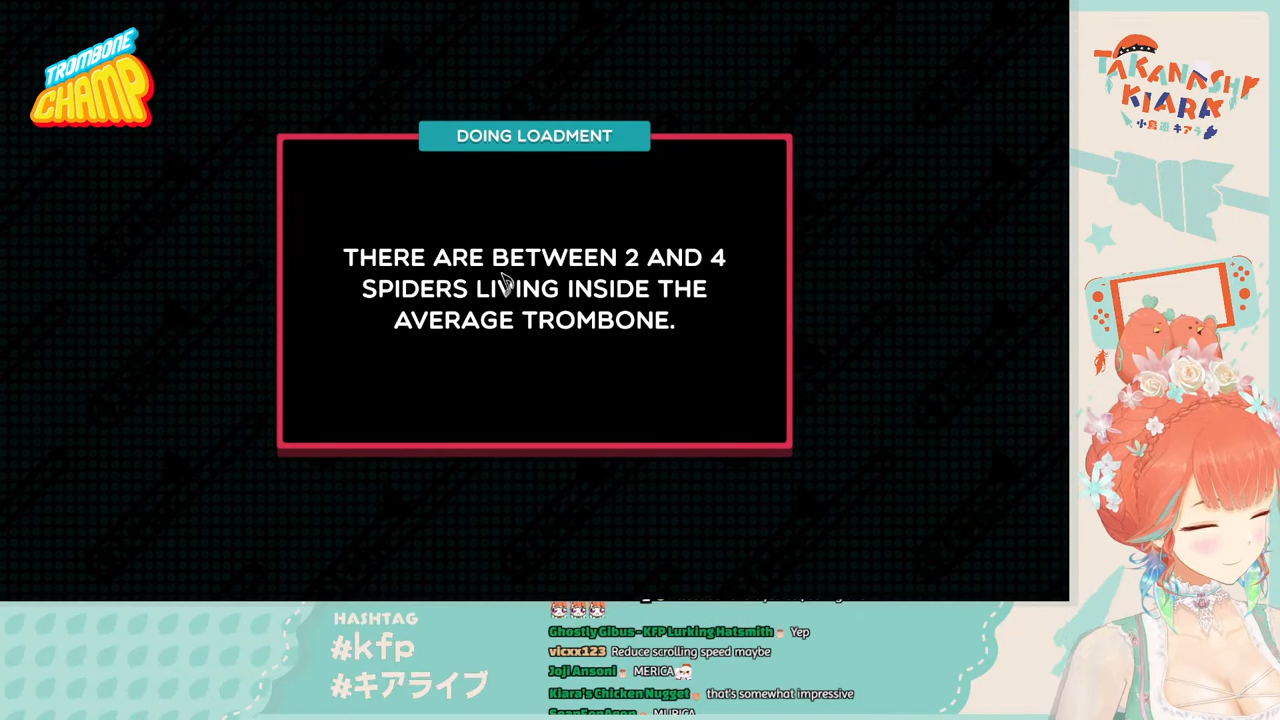 TROMBONE
CHAMP
DOING LOADMENT
THERE ARE BETWEEN 2 AND 4
SPIDERS LIVING INSIDE THE
AVERAGE TROMBONE.
TAKANASHI
KIARA
小鳥遊キアラ
HASHTAG
#kfp
#キアライブ
Ghostly Gibus - KFP Lurking Hatsmith Yep
vicxx123 Reduce scrolling speed maybe
Joji Ansoni MERICA
Kiara's Chicken Nugget that's somewhat impressive
MURICA